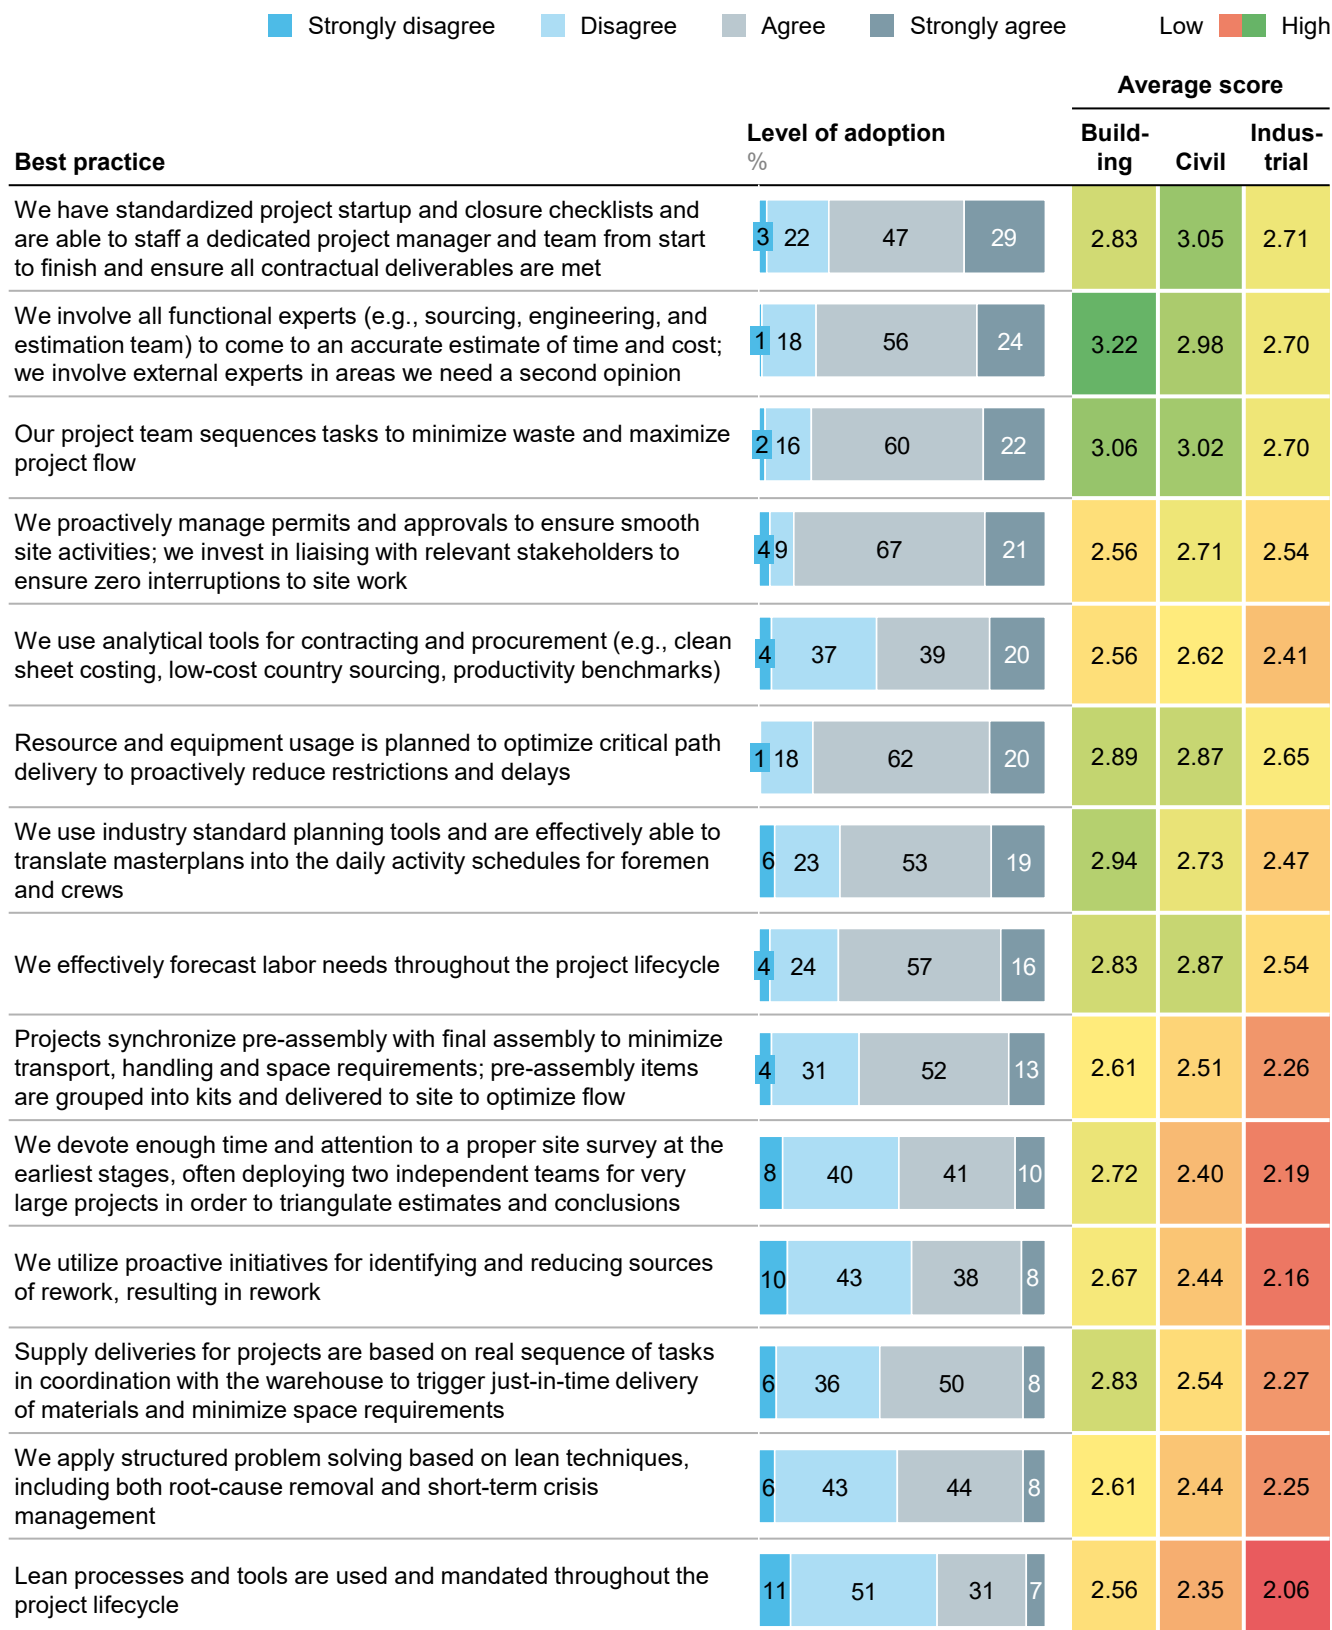 Strongly disagree Disagree Agree Strongly agree Low High
Average score
Best practice
Level of adoption
%
Build-
ing
Civil
Indus-
trial
We have standardized project startup and closure checklists and
are able to staff a dedicated project manager and team from start
to finish and ensure all contractual deliverables are met
3 22 47 29 2.83 3.05 2.71
We involve all functional experts (e.g., sourcing, engineering, and
estimation team) to come to an accurate estimate of time and cost;
we involve external experts in areas we need a second opinion
1 18 56 24 3.22 2.98 2.70
Our project team sequences tasks to minimize waste and maximize
project flow
2 16 60 22 3.06 3.02 2.70
We proactively manage permits and approvals to ensure smooth
site activities; we invest in liaising with relevant stakeholders to
ensure zero interruptions to site work
4 9 67 21 2.56 2.71 2.54
We use analytical tools for contracting and procurement (e.g., clean
sheet costing, low-cost country sourcing, productivity benchmarks)
4 37 39 20 2.56 2.62 2.41
Resource and equipment usage is planned to optimize critical path
delivery to proactively reduce restrictions and delays
1 18 62 20 2.89 2.87 2.65
We use industry standard planning tools and are effectively able to
translate masterplans into the daily activity schedules for foremen
and crews
6 23 53 19 2.94 2.73 2.47
We effectively forecast labor needs throughout the project lifecycle
4 24 57 16 2.83 2.87 2.54
Projects synchronize pre-assembly with final assembly to minimize
transport, handling and space requirements; pre-assembly items
are grouped into kits and delivered to site to optimize flow
4 31 52 13 2.61 2.51 2.26
We devote enough time and attention to a proper site survey at the
earliest stages, often deploying two independent teams for very
large projects in order to triangulate estimates and conclusions
8 40 41 10 2.72 2.40 2.19
We utilize proactive initiatives for identifying and reducing sources
of rework, resulting in rework
10 43 38 8 2.67 2.44 2.16
Supply deliveries for projects are based on real sequence of tasks
in coordination with the warehouse to trigger just-in-time delivery
of materials and minimize space requirements
6 36 50 8 2.83 2.54 2.27
We apply structured problem solving based on lean techniques,
including both root-cause removal and short-term crisis
management
6 43 44 8 2.61 2.44 2.25
Lean processes and tools are used and mandated throughout the
project lifecycle
11 51 31 7 2.56 2.35 2.06